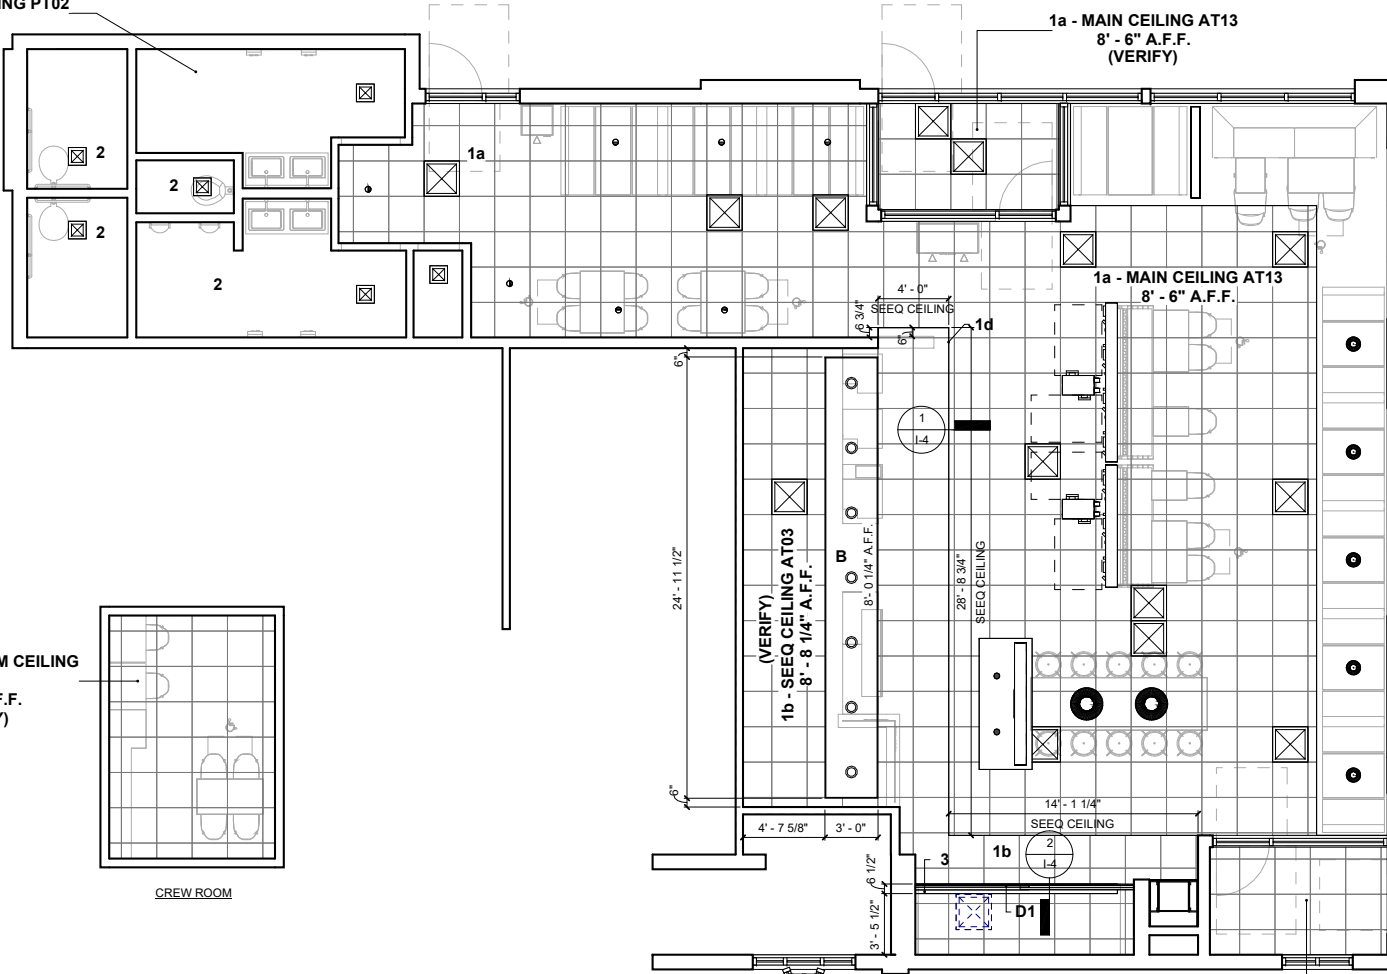 ING PT02
1a - MAIN CEILING AT13
8' - 6" A.F.F.
(VERIFY)
2
1a
2
2
2
1a - MAIN CEILING AT13
8' - 6" A.F.F.
4' - 0"
SEEQ CEILING
6 3/4"
6"
1d
6"
1
I-4
24' - 11 1/2"
(VERIFY)
1b - SEEQ CEILING AT03
8' - 8 1/4" A.F.F.
B
8' - 0 1/4" A.F.F.
28' - 8 3/4"
SEEQ CEILING
M CEILING
F.F.
Y)
6"
14' - 1 1/4"
SEEQ CEILING
4' - 7 5/8"
3' - 0"
1b
2
I-4
3
6 1/2"
3' - 5 1/2"
D1
CREW ROOM